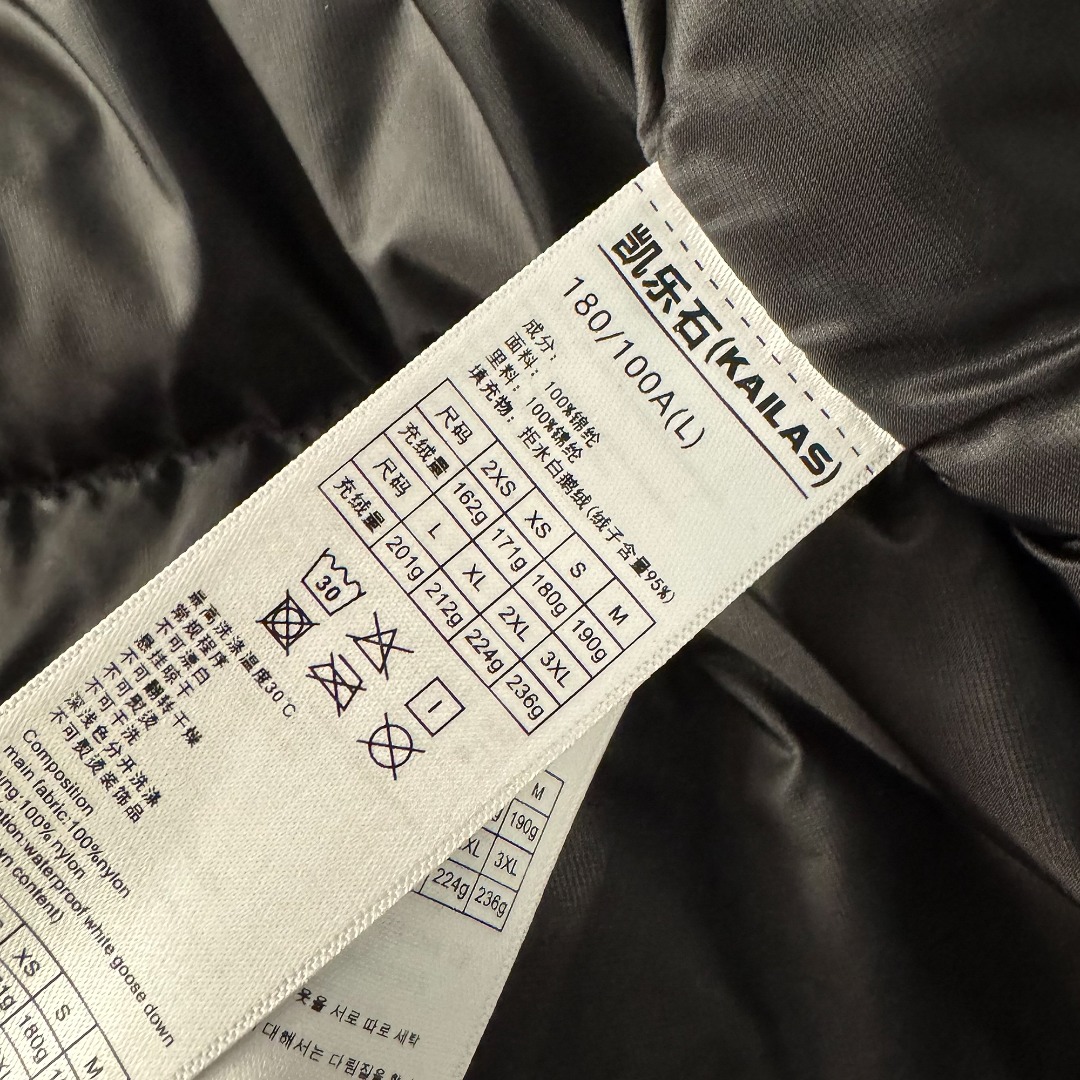 凯乐石(KAILAS)
180/100A(L)
成分:
面料: 100%锦纶
里料: 100%锦纶
填充物: 拒水白鹅绒(绒子含量95%)
尺码 2XS XS S M
充绒量 162g 171g 180g 190g
尺码 L XL 2XL 3XL
充绒量 201g 212g 224g 236g
30
最高洗涤温度30℃
常规程序
不可漂白
悬挂晾干
不可翻转干燥
不可熨烫
不可干洗
深浅色分开洗涤
不可熨烫装饰品
Composition
main fabric:100%nylon
100% nylon
waterproof white goose down
content)
XS S M
180g
M
190g
XL 3XL
224g 236g
옷을 서로 따로 세탁
대해서는 다림질을